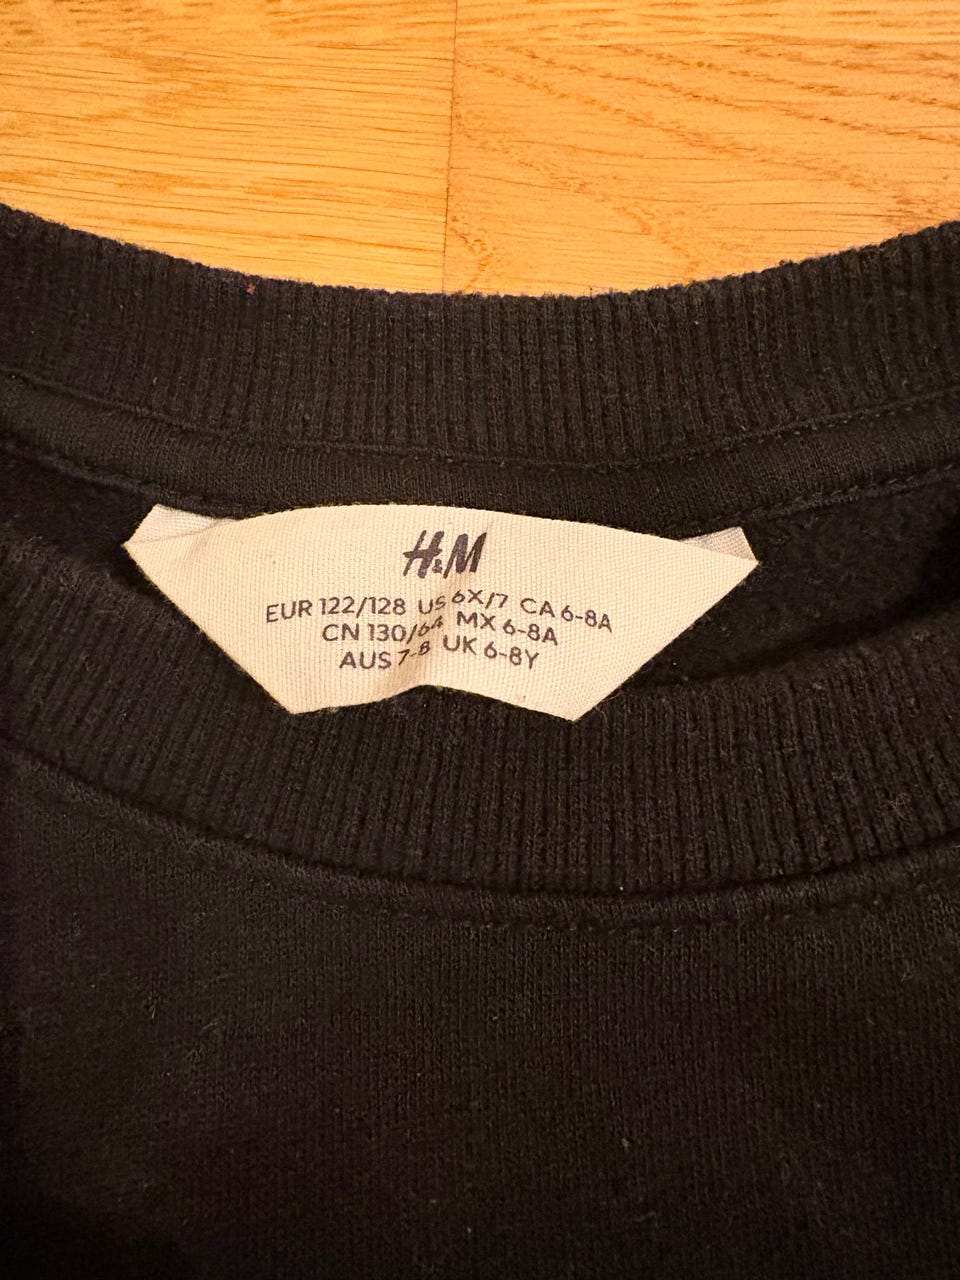 H&M
EUR 122/128 US 6X/7 CA 6-8A
CN 130/64 MX 6-8A
AUS 7-8 UK 6-8Y